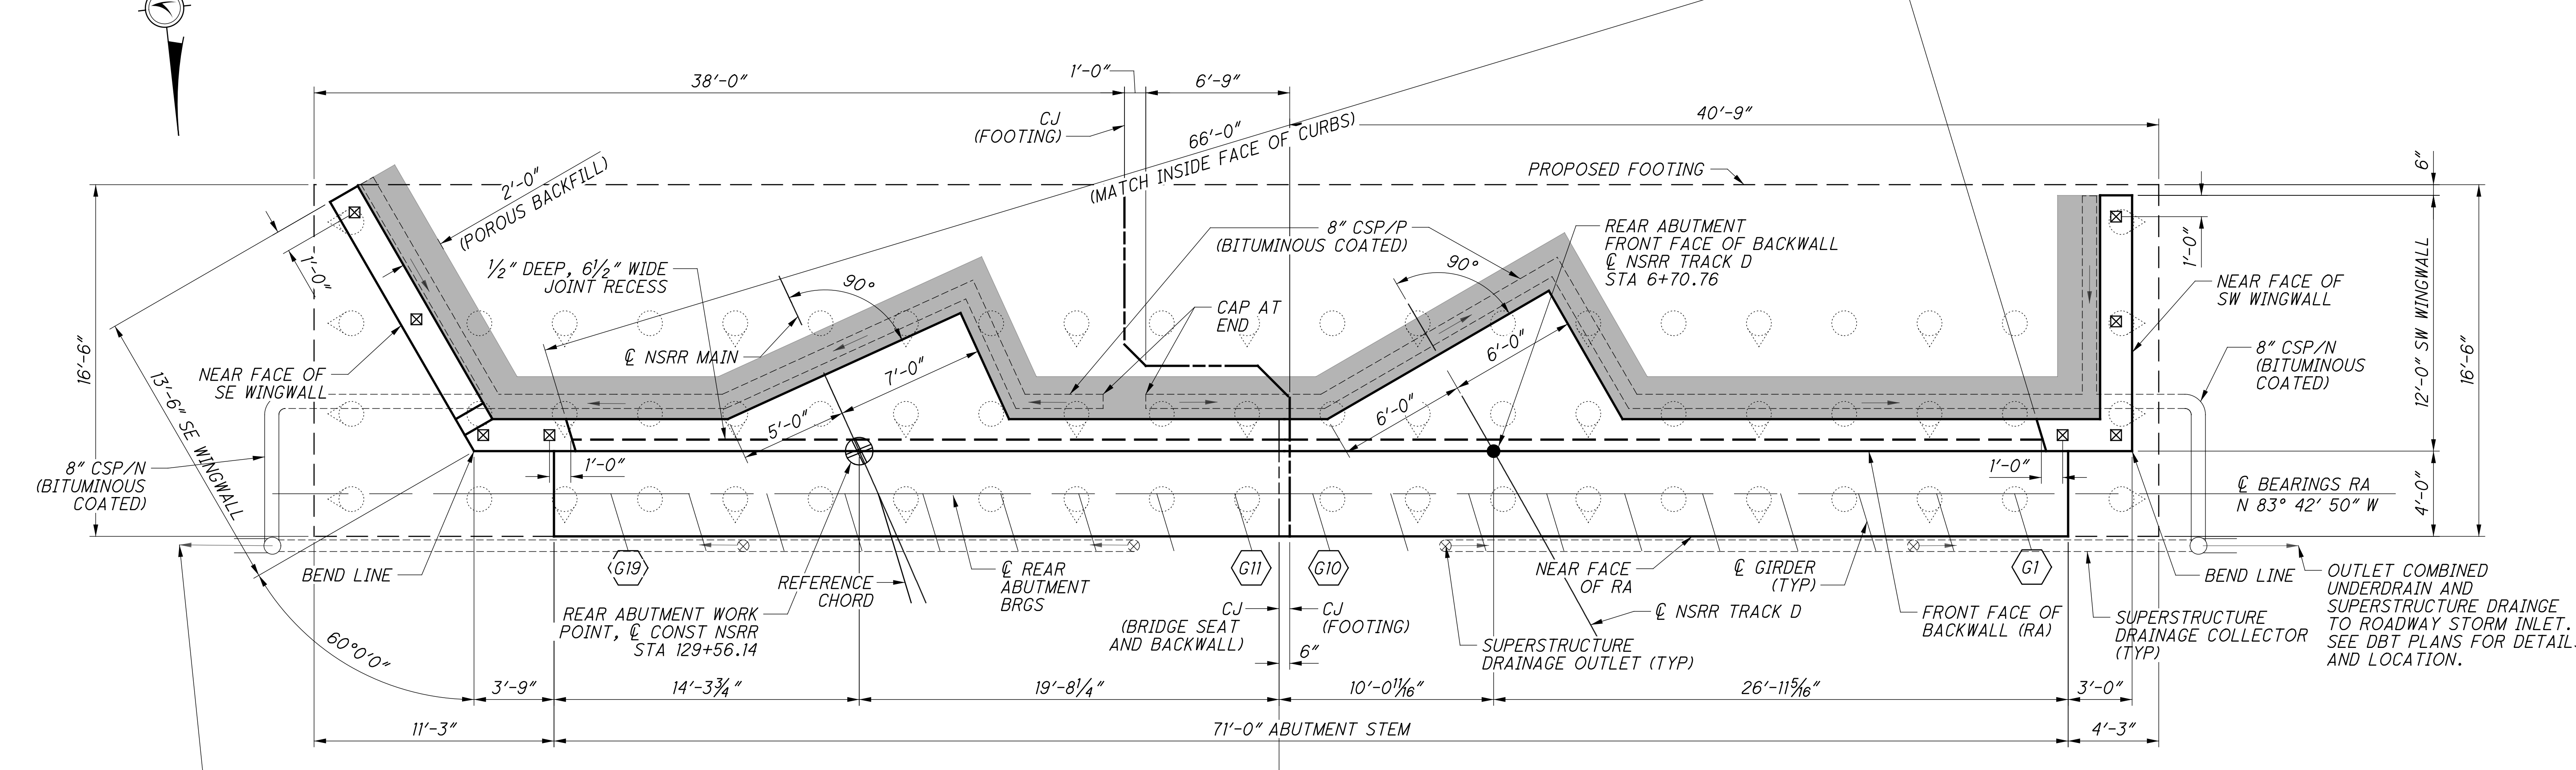 38'-0"
1'-0"
6'-9"
40'-9"
CJ
(FOOTING)
66'-0"
(MATCH INSIDE FACE OF CURBS)
PROPOSED FOOTING
6"
2'-0"
(POROUS BACKFILL)
8" CSP/P
(BITUMINOUS COATED)
REAR ABUTMENT
FRONT FACE OF BACKWALL
℄ NSRR TRACK D
STA 6+70.76
1'-0"
1'-0"
½" DEEP, 6½" WIDE
JOINT RECESS
90°
90°
CAP AT
END
12'-0" SW WINGWALL
16'-6"
16'-6"
NEAR FACE OF
SW WINGWALL
℄ NSRR MAIN
NEAR FACE OF
SE WINGWALL
8" CSP/N
(BITUMINOUS
COATED)
13'-6" SE WINGWALL
7'-0"
5'-0"
6'-0"
6'-0"
8" CSP/N
(BITUMINOUS
COATED)
1'-0"
1'-0"
4'-0"
℄ BEARINGS RA
N 83° 42' 50" W
BEND LINE
G19
REFERENCE
CHORD
℄ REAR
ABUTMENT
BRGS
G11
G10
NEAR FACE
OF RA
℄ GIRDER
(TYP)
G1
BEND LINE
OUTLET COMBINED
UNDERDRAIN AND
SUPERSTRUCTURE DRAINGE
TO ROADWAY STORM INLET.
SEE DBT PLANS FOR DETAILS
AND LOCATION.
REAR ABUTMENT WORK
POINT, ℄ CONST NSRR
STA 129+56.14
CJ
(BRIDGE SEAT
AND BACKWALL)
CJ
(FOOTING)
6"
℄ NSRR TRACK D
SUPERSTRUCTURE
DRAINAGE OUTLET (TYP)
FRONT FACE OF
BACKWALL (RA)
SUPERSTRUCTURE
DRAINAGE COLLECTOR
(TYP)
60°0'0"
3'-9"
14'-3¾"
19'-8¼"
10'-0 11/16"
26'-11 5/16"
3'-0"
11'-3"
71'-0" ABUTMENT STEM
4'-3"